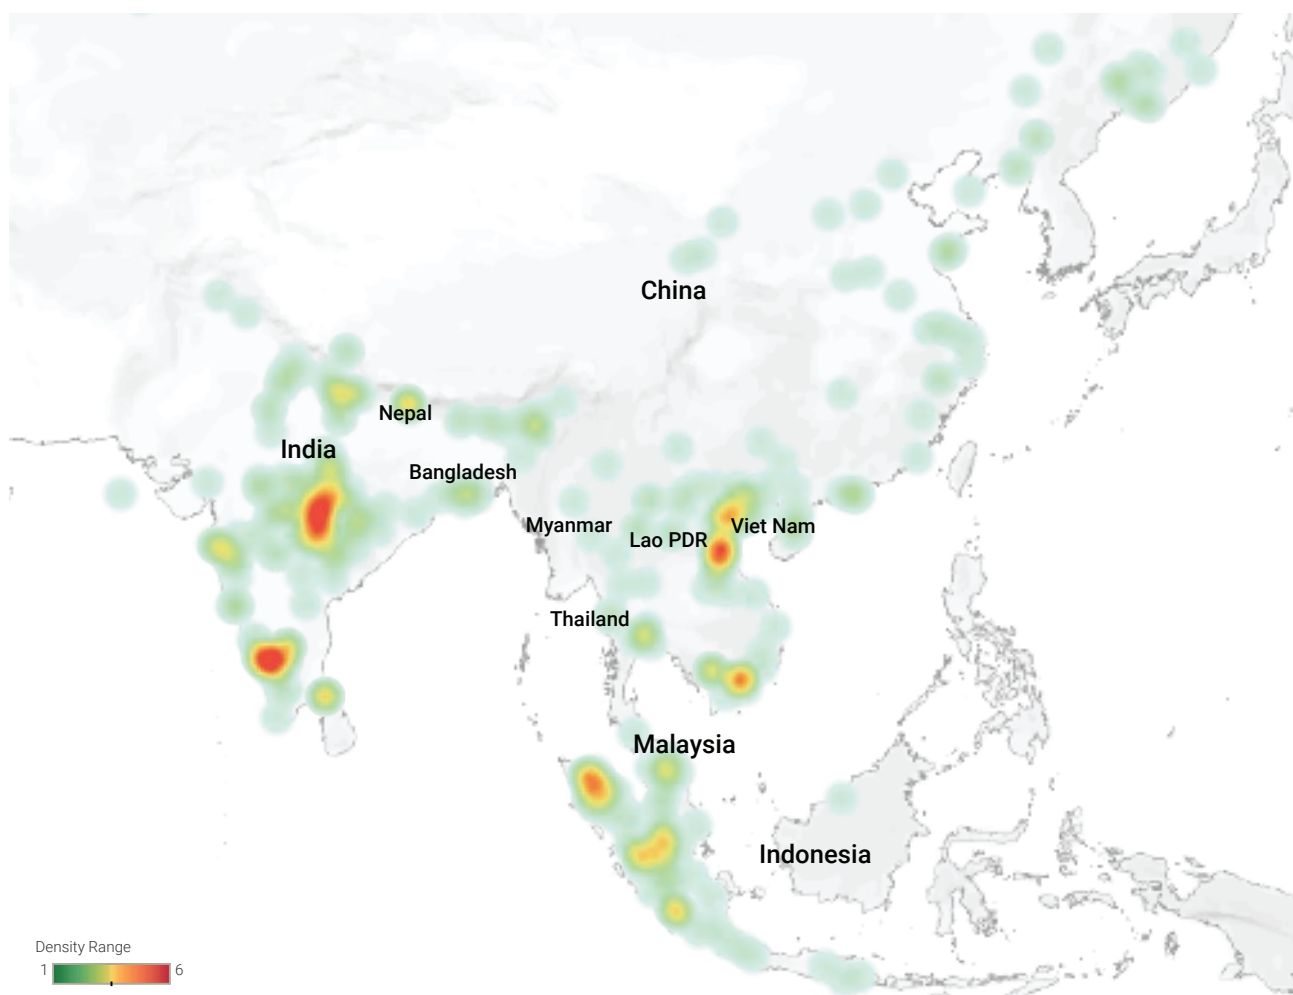 China
Nepal
India
Bangladesh
Myanmar
Viet Nam
Lao PDR
Thailand
Malaysia
Indonesia
Density Range
1 6